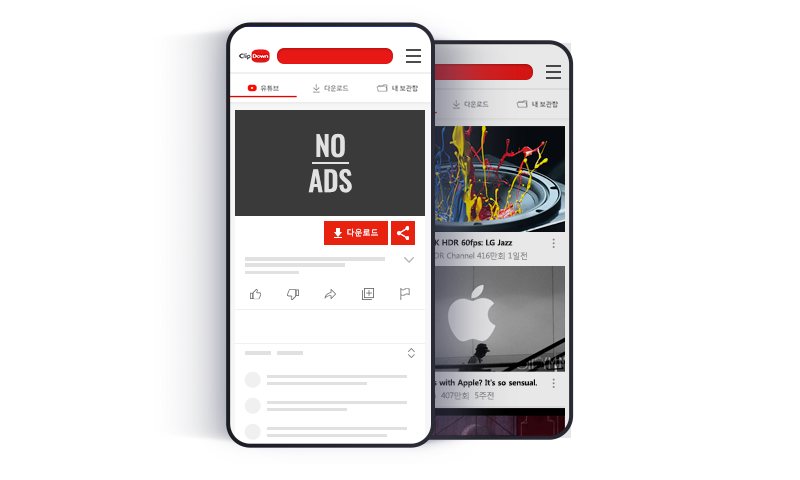 Clip Down
유튜브
다운로드
내 보관함
NO
ADS
다운로드
다운로드
내 보관함
K HDR 60fps: LG Jazz
DR Channel 416만회 1일전
s with Apple? It's so sensual.
407만회 5주전